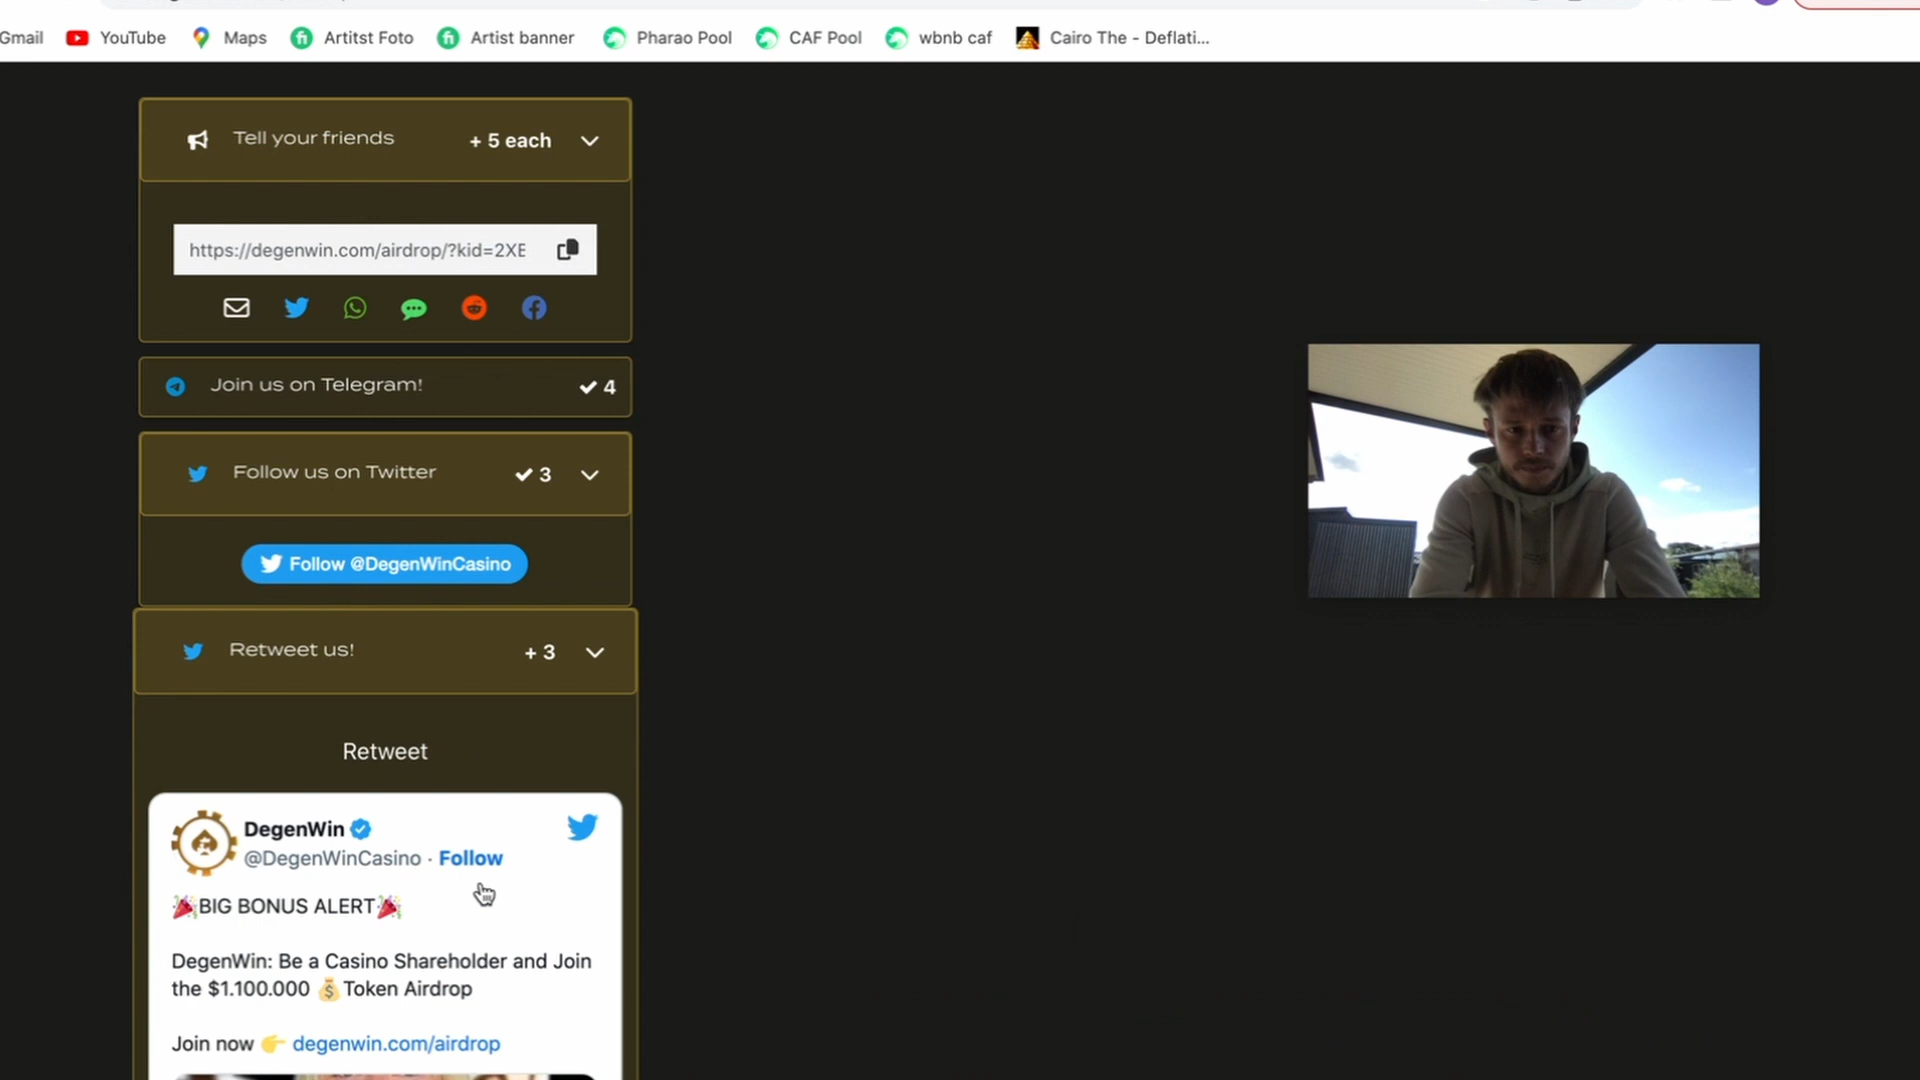 Gmail YouTube Maps Artitst Foto Artist banner Pharao Pool CAF Pool wbnb caf Cairo The - Deflati...
Tell your friends + 5 each
https://degenwin.com/airdrop/?kid=2XE
Join us on Telegram! 4
Follow us on Twitter 3
Follow @DegenWinCasino
Retweet us! + 3
Retweet
DegenWin
@DegenWinCasino · Follow
🎉BIG BONUS ALERT🎉
DegenWin: Be a Casino Shareholder and Join
the $1.100.000 💰Token Airdrop
Join now 👉 degenwin.com/airdrop